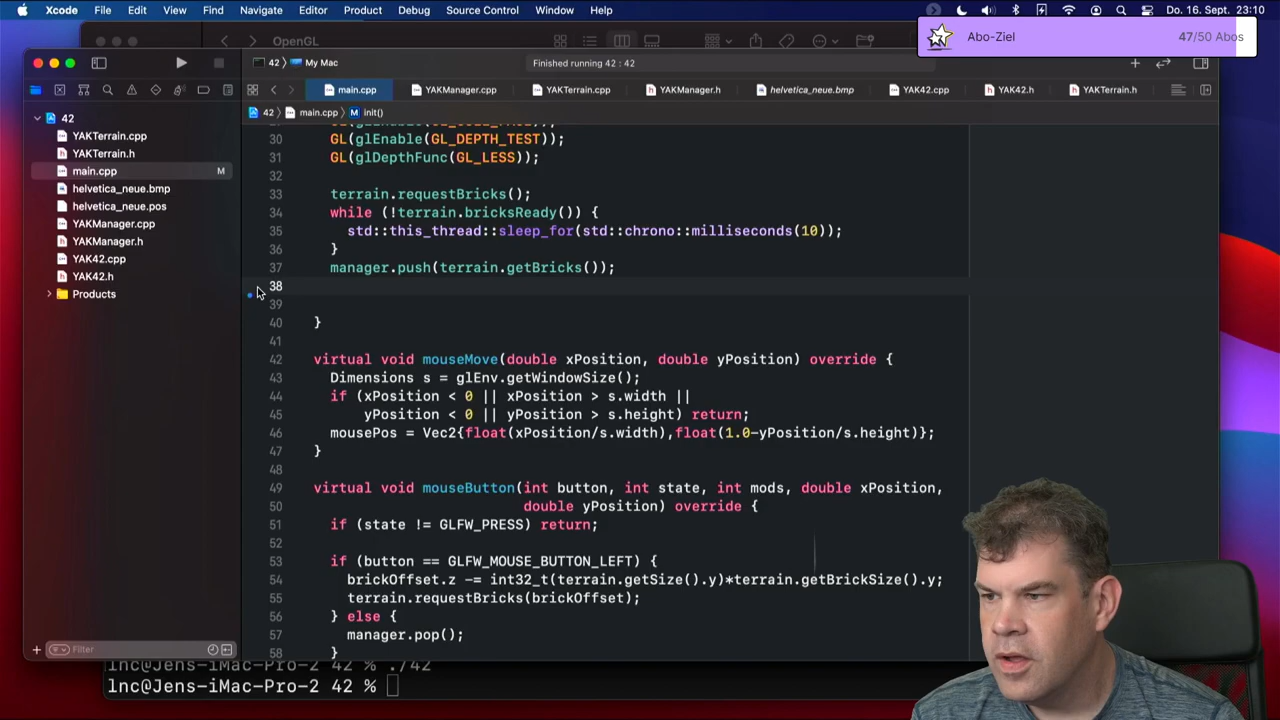 Xcode File Edit View Find Navigate Editor Product Debug Source Control Window Help
Do. 16. Sept. 23:10
OpenGL
Abo-Ziel 47/50 Abos
42 My Mac
Finished running 42 : 42
main.cpp YAKManager.cpp YAKTerrain.cpp YAKManager.h helvetica_neue.bmp YAK42.cpp YAK42.h YAKTerrain.h
42 main.cpp M init()
42
YAKTerrain.cpp
YAKTerrain.h
main.cpp M
helvetica_neue.bmp
helvetica_neue.pos
YAKManager.cpp
YAKManager.h
YAK42.cpp
YAK42.h
Products
Filter
30 GL(glEnable(GL_DEPTH_TEST));
31 GL(glDepthFunc(GL_LESS));
32
33 terrain.requestBricks();
34 while (!terrain.bricksReady()) {
35 std::this_thread::sleep_for(std::chrono::milliseconds(10));
36 }
37 manager.push(terrain.getBricks());
38
39
40 }
41
42 virtual void mouseMove(double xPosition, double yPosition) override {
43 Dimensions s = glEnv.getWindowSize();
44 if (xPosition < 0 || xPosition > s.width ||
45 yPosition < 0 || yPosition > s.height) return;
46 mousePos = Vec2{float(xPosition/s.width),float(1.0-yPosition/s.height)};
47 }
48
49 virtual void mouseButton(int button, int state, int mods, double xPosition,
50 double yPosition) override {
51 if (state != GLFW_PRESS) return;
52
53 if (button == GLFW_MOUSE_BUTTON_LEFT) {
54 brickOffset.z -= int32_t(terrain.getSize().y)*terrain.getBrickSize().y;
55 terrain.requestBricks(brickOffset);
56 } else {
57 manager.pop();
58 }
lnc@Jens-iMac-Pro-2 42 % ./42
lnc@Jens-iMac-Pro-2 42 %